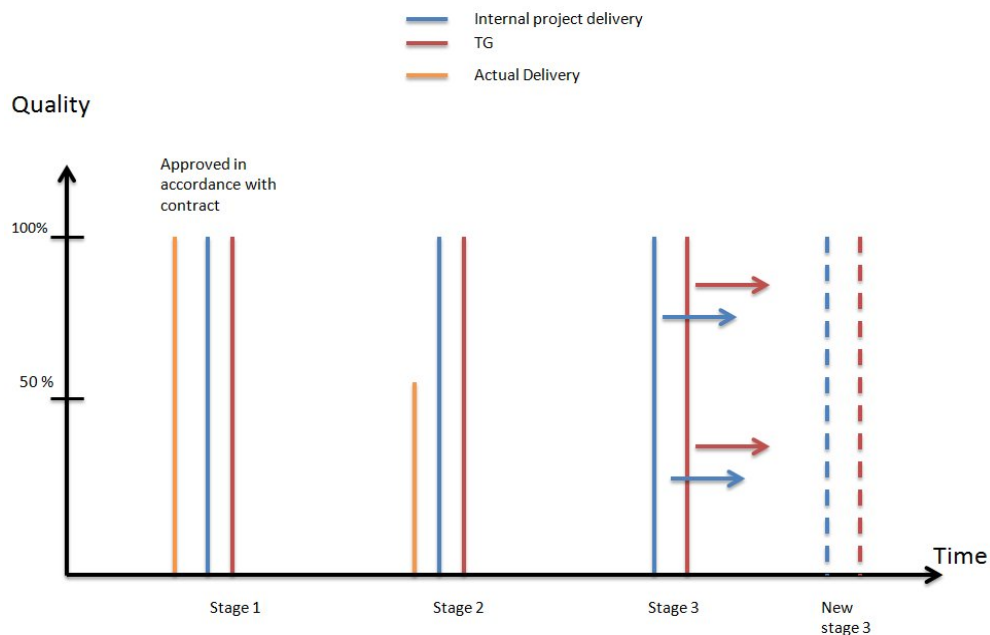 Internal project delivery
TG
Actual Delivery
Quality
Approved in
accordance with
contract
100%
50 %
Time
Stage 1
Stage 2
Stage 3
New
stage 3